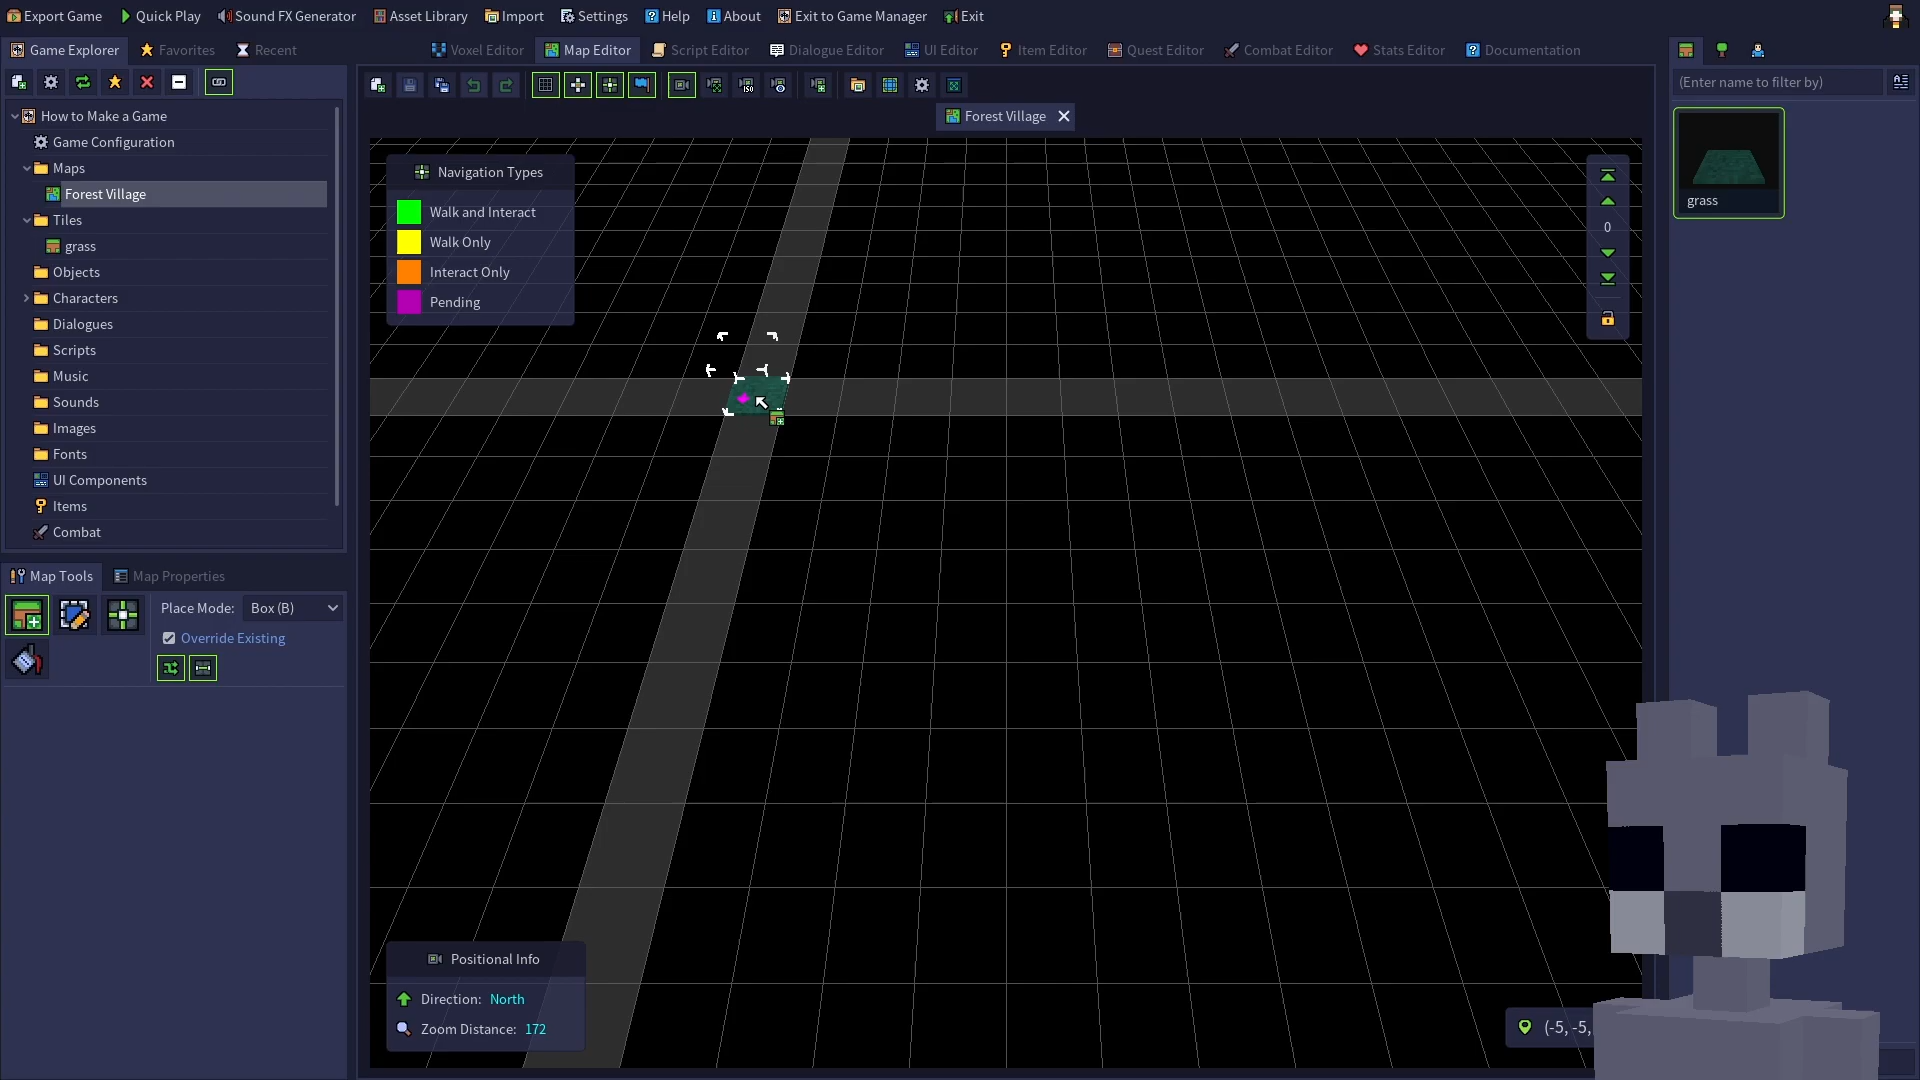 Export Game
Quick Play
Sound FX Generator
Asset Library
Import
Settings
Help
About
Exit to Game Manager
Exit
Game Explorer
Favorites
Recent
Voxel Editor
Map Editor
Script Editor
Dialogue Editor
UI Editor
Item Editor
Quest Editor
Combat Editor
Stats Editor
Documentation
(Enter name to filter by)
Forest Village
How to Make a Game
Game Configuration
Maps
Forest Village
Tiles
grass
Objects
Characters
Dialogues
Scripts
Music
Sounds
Images
Fonts
UI Components
Items
Combat
Navigation Types
Walk and Interact
Walk Only
Interact Only
Pending
0
grass
Map Tools
Map Properties
Place Mode:
Box (B)
Override Existing
Positional Info
Direction: North
Zoom Distance: 172
(-5, -5,